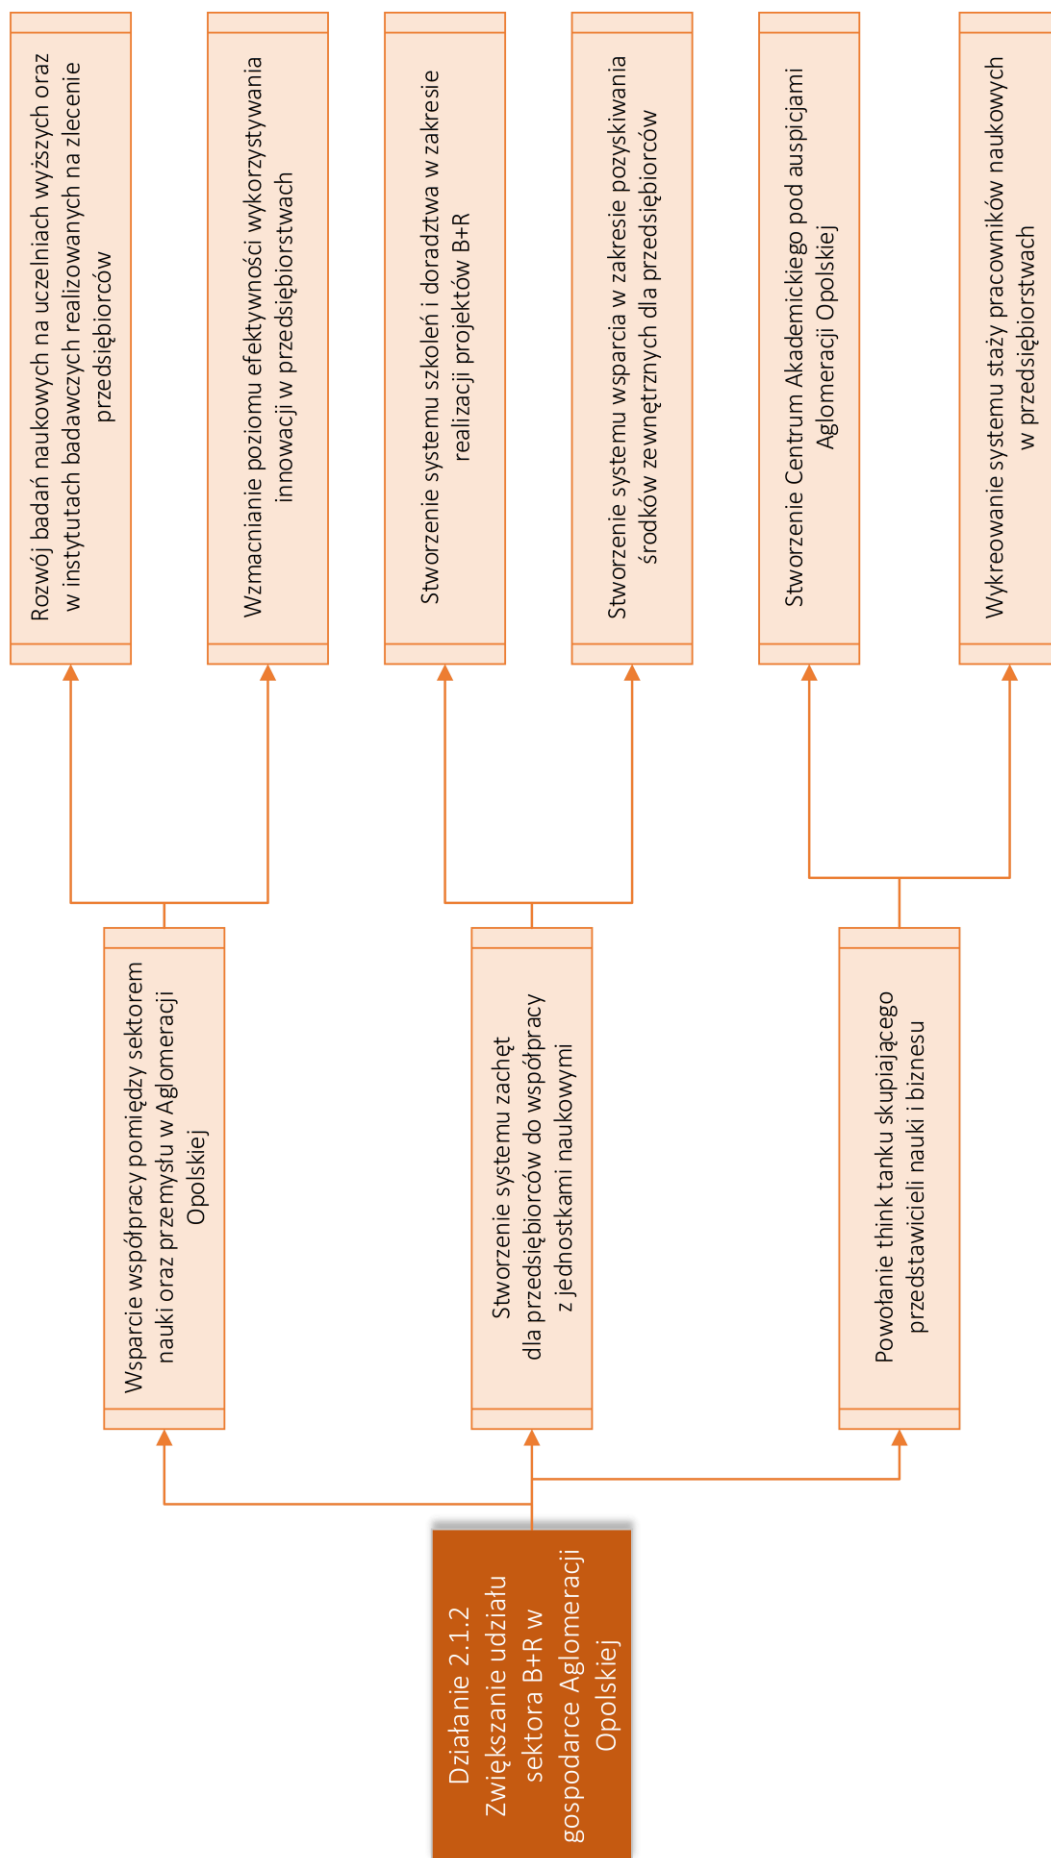 Działanie 2.1.2
Zwiększanie udziału
sektora B+R w
gospodarce Aglomeracji
Opolskiej
Wsparcie współpracy pomiędzy sektorem
nauki oraz przemysłu w Aglomeracji
Opolskiej
Rozwój badań naukowych na uczelniach wyższych oraz
w instytutach badawczych realizowanych na zlecenie
przedsiębiorców
Wzmacnianie poziomu efektywności wykorzystywania
innowacji w przedsiębiorstwach
Stworzenie systemu zachęt
dla przedsiębiorców do współpracy
z jednostkami naukowymi
Stworzenie systemu szkoleń i doradztwa w zakresie
realizacji projektów B+R
Stworzenie systemu wsparcia w zakresie pozyskiwania
środków zewnętrznych dla przedsiębiorców
Powołanie think tanku skupiającego
przedstawicieli nauki i biznesu
Stworzenie Centrum Akademickiego pod auspicjami
Aglomeracji Opolskiej
Wykreowanie systemu staży pracowników naukowych
w przedsiębiorstwach